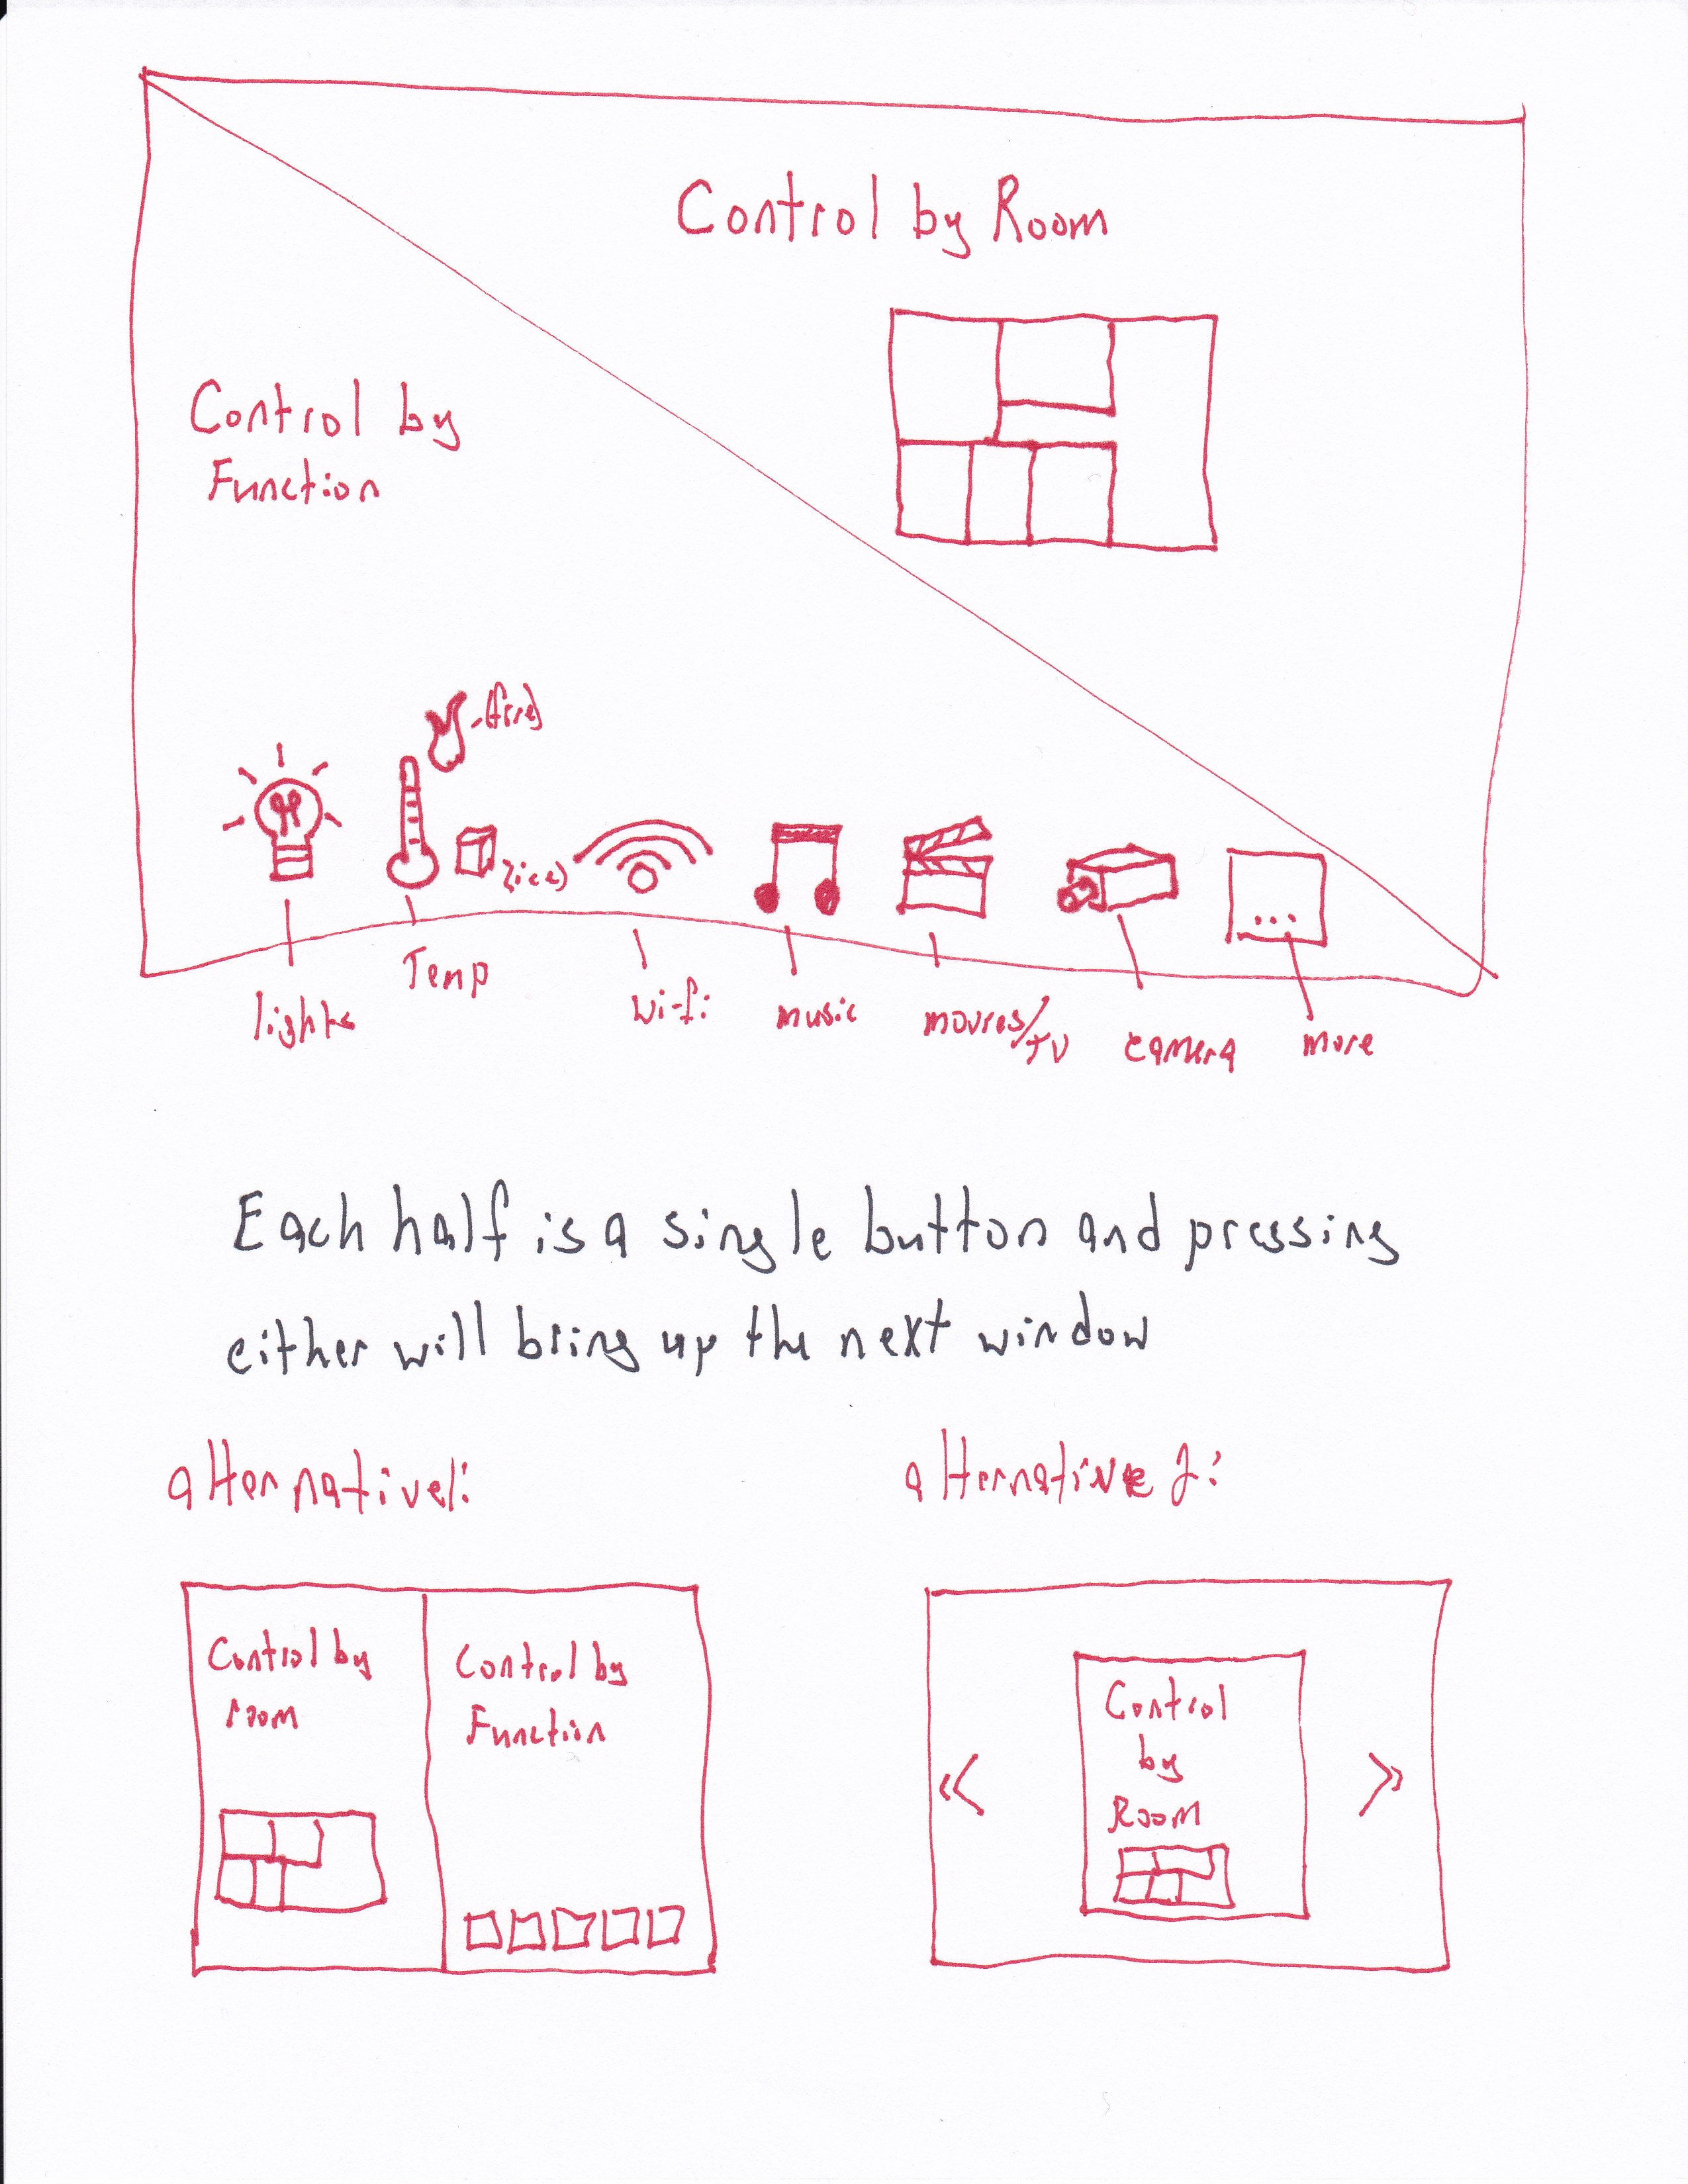 Control by Room
Control by
Function
(fire)
(ice)
lights
Temp
wi-fi
music
movies/
TV
camera
more
Each half is a single button and pressing
either will bring up the next window
alternative 1:
alternative 2:
Control by
room
Control by
Function
<<
Control
by
Room
>>